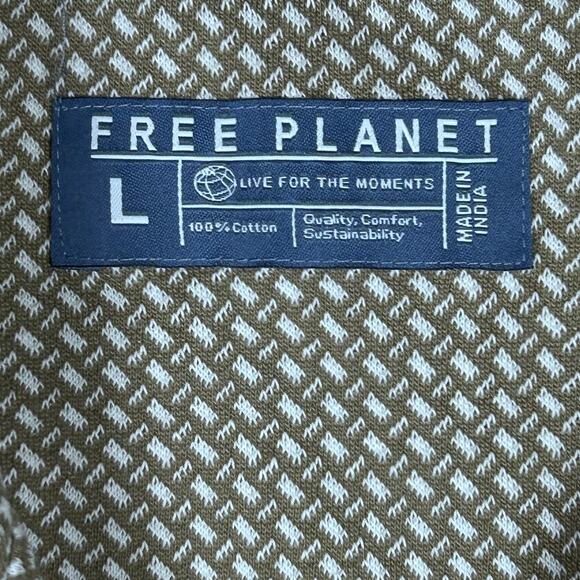 FREE PLANET
L
LIVE FOR THE MOMENTS
100% Cotton
Quality, Comfort,
Sustainability
MADE IN
INDIA